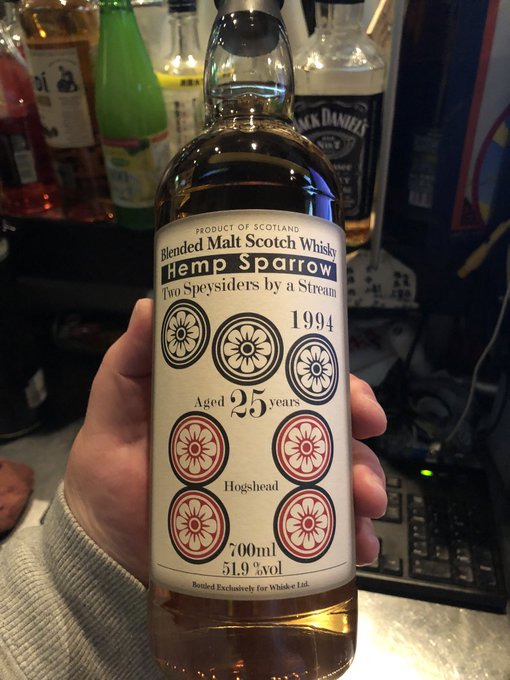 PRODUCT OF SCOTLAND
Blended Malt Scotch Whisky
Hemp Sparrow
Two Speysiders by a Stream
1994
Aged 25 years
Hogshead
700ml
51.9 %vol
Bottled Exclusively for Whisk-e Ltd.
JACK DANIEL'S